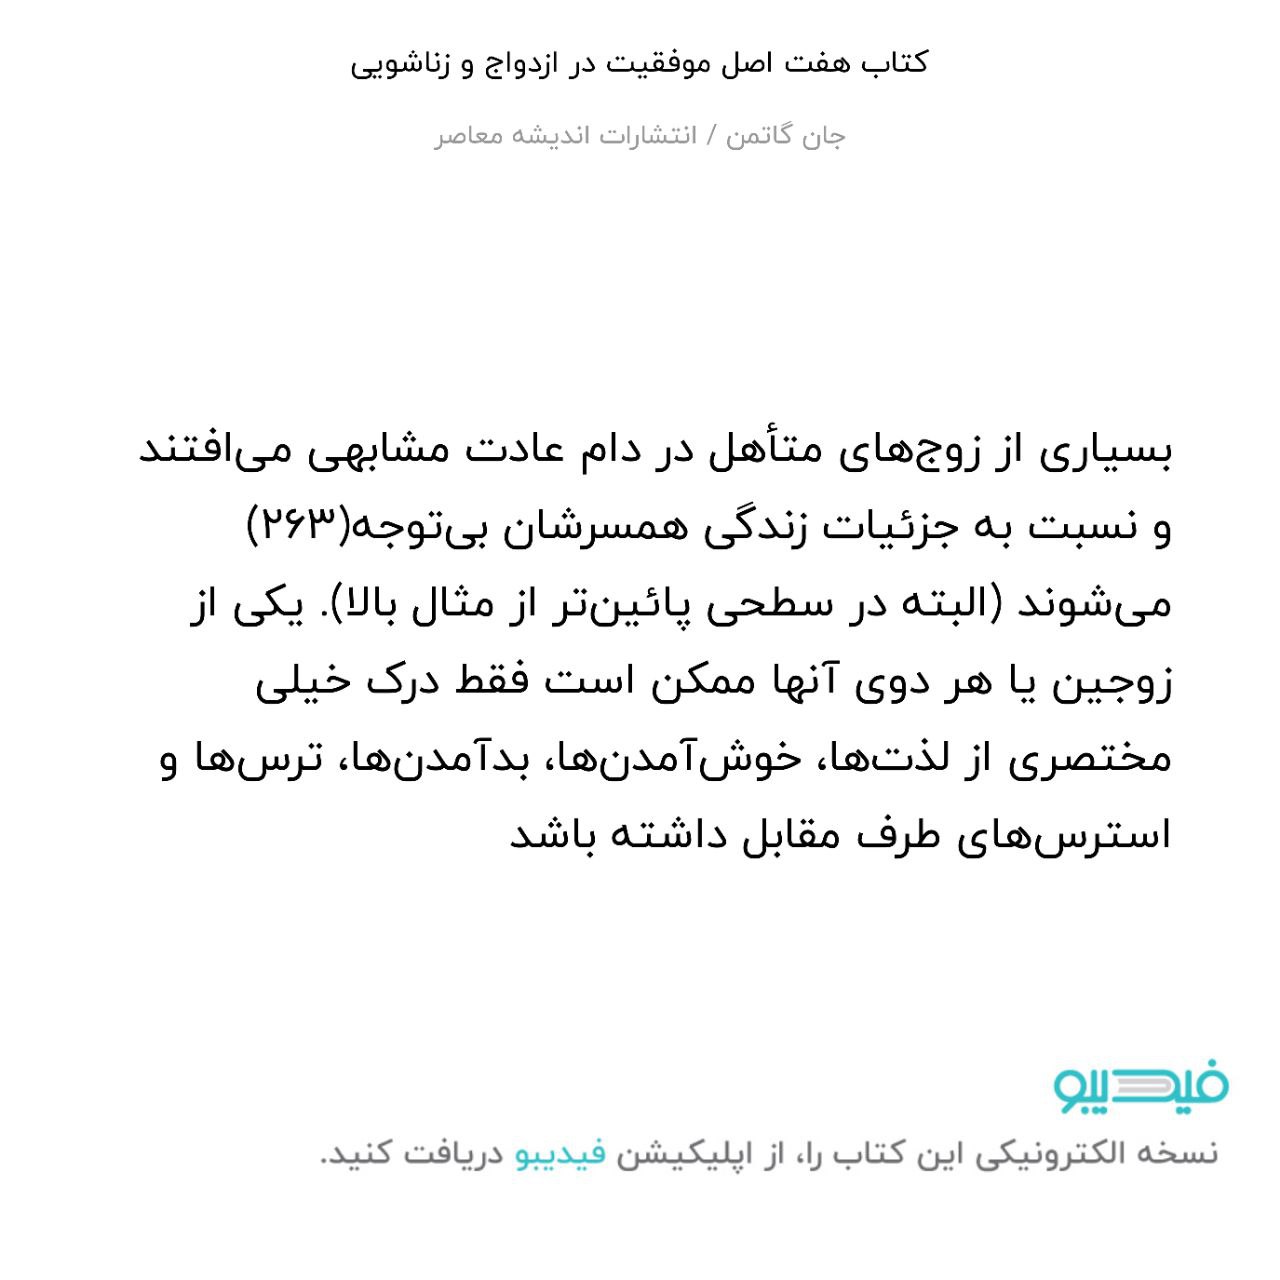 کتاب هفت اصل موفقیت در ازدواج و زناشویی
جان گاتمن / انتشارات اندیشه معاصر
بسیاری از زوج‌های متأهل در دام عادت مشابهی می‌افتند
و نسبت به جزئیات زندگی همسرشان بی‌توجه(۲۶۳)
می‌شوند (البته در سطحی پائین‌تر از مثال بالا). یکی از
زوجین یا هر دوی آنها ممکن است فقط درک خیلی
مختصری از لذت‌ها، خوش‌آمدن‌ها، بدآمدن‌ها، ترس‌ها و
استرس‌های طرف مقابل داشته باشد
فیدیبو
نسخه الکترونیکی این کتاب را، از اپلیکیشن فیدیبو دریافت کنید.